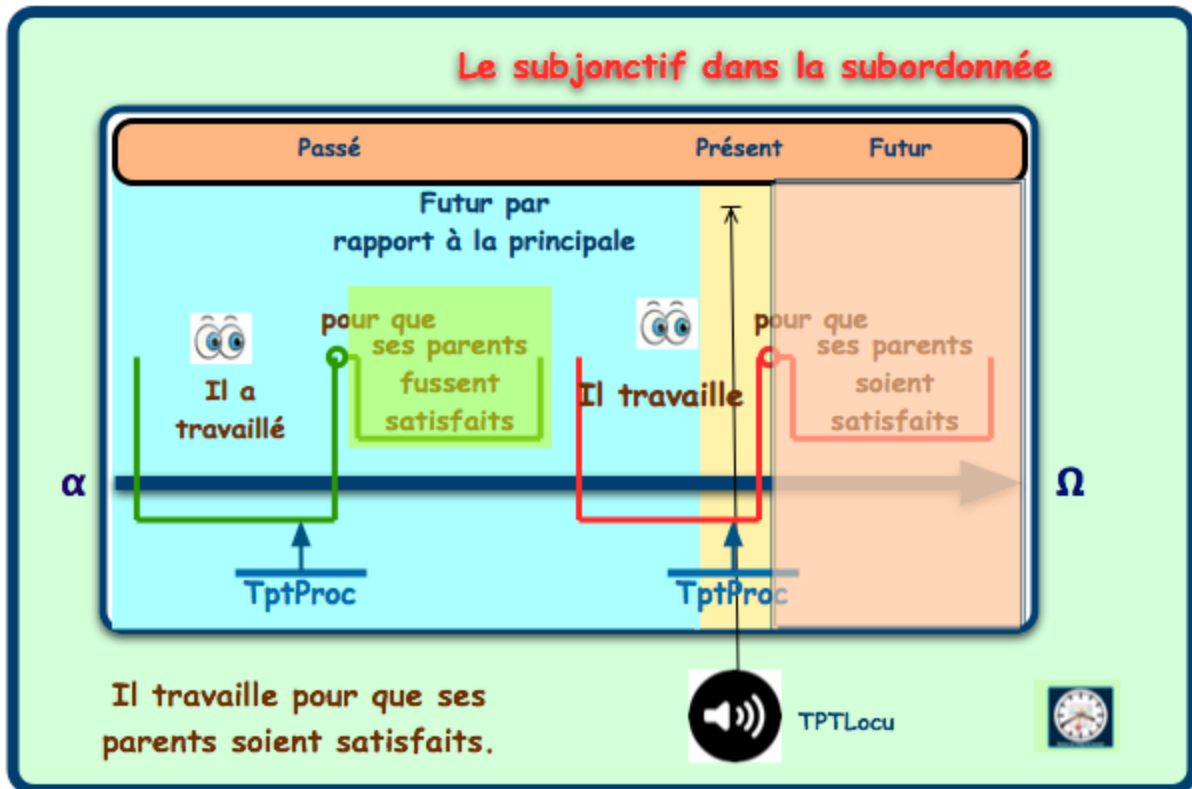 Le subjonctif dans la subordonnée
Passé
Présent
Futur
Futur par
rapport à la principale
pour que
ses parents
fussent
satisfaits
Il a
travaillé
pour que
ses parents
soient
satisfaits
Il travaille
α
Ω
TptProc
TptProc
Il travaille pour que ses
parents soient satisfaits.
TPTLocu